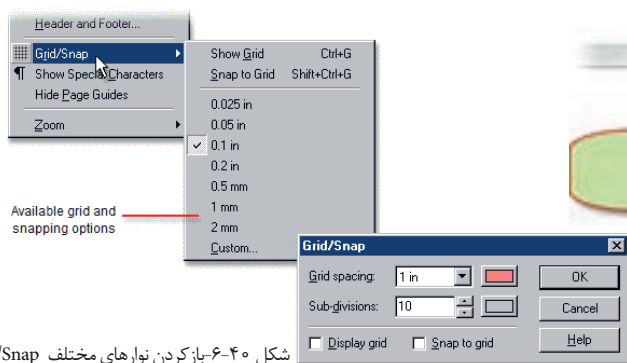 Header and Footer...
Grid/Snap
Show Special Characters
Hide Page Guides
Zoom
Show Grid Ctrl+G
Snap to Grid Shift+Ctrl+G
0.025 in
0.05 in
0.1 in
0.2 in
0.5 mm
1 mm
2 mm
Custom...
Available grid and
snapping options
Grid/Snap
Grid spacing: 1 in OK
Sub-divisions: 10 Cancel
Display grid Snap to grid Help
شکل ۴۰-۶-بازکردن نوارهای مختلف /Snap